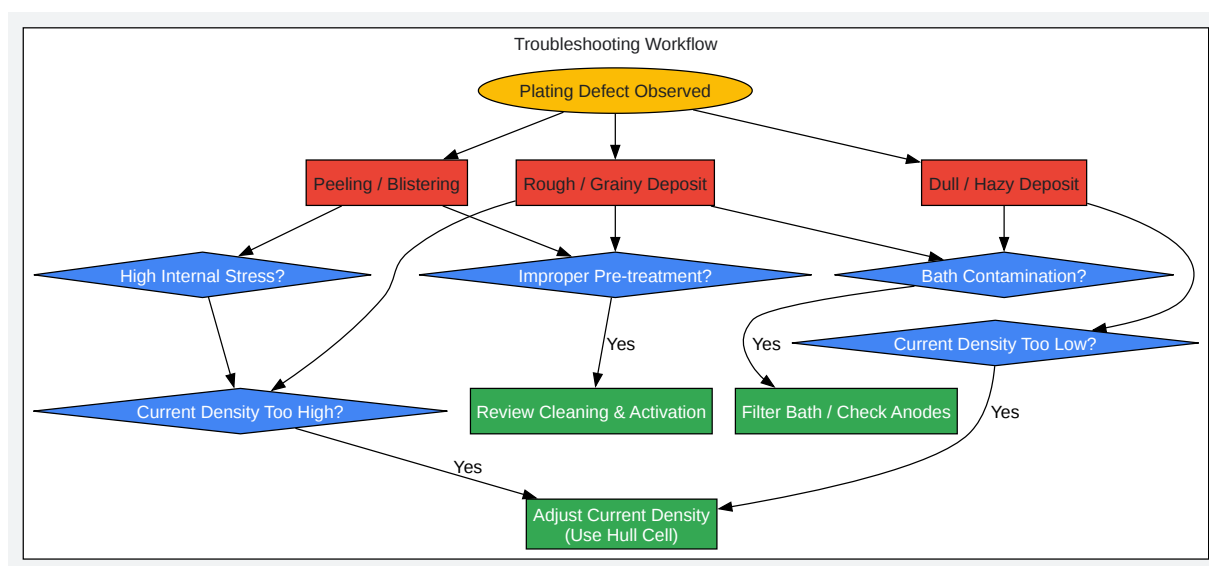 Troubleshooting Workflow
Plating Defect Observed
Peeling / Blistering
Rough / Grainy Deposit
Dull / Hazy Deposit
High Internal Stress?
Improper Pre-treatment?
Bath Contamination?
Yes
Yes
Current Density Too Low?
Current Density Too High?
Review Cleaning & Activation
Filter Bath / Check Anodes
Yes
Yes
Adjust Current Density
(Use Hull Cell)